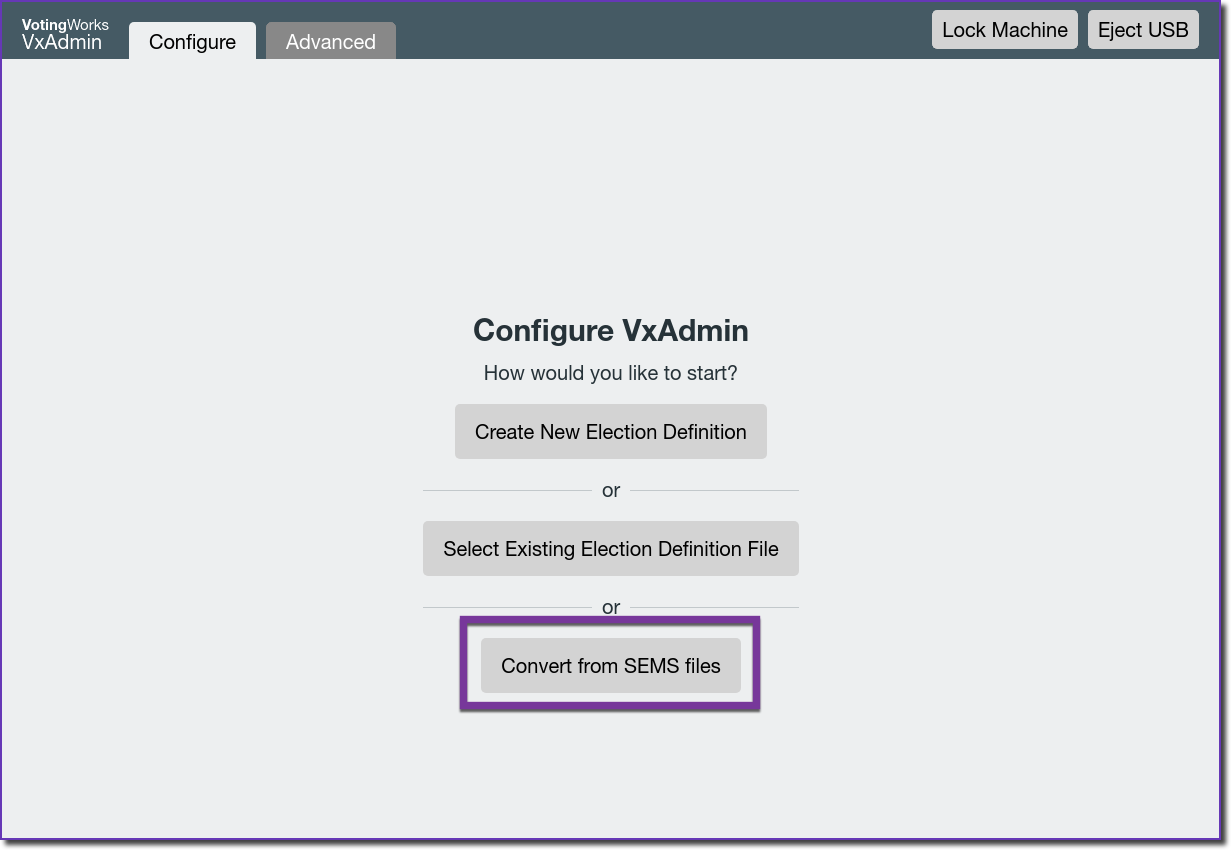 VotingWorks
VxAdmin
Configure
Advanced
Lock Machine
Eject USB
Configure VxAdmin
How would you like to start?
Create New Election Definition
or
Select Existing Election Definition File
or
Convert from SEMS files